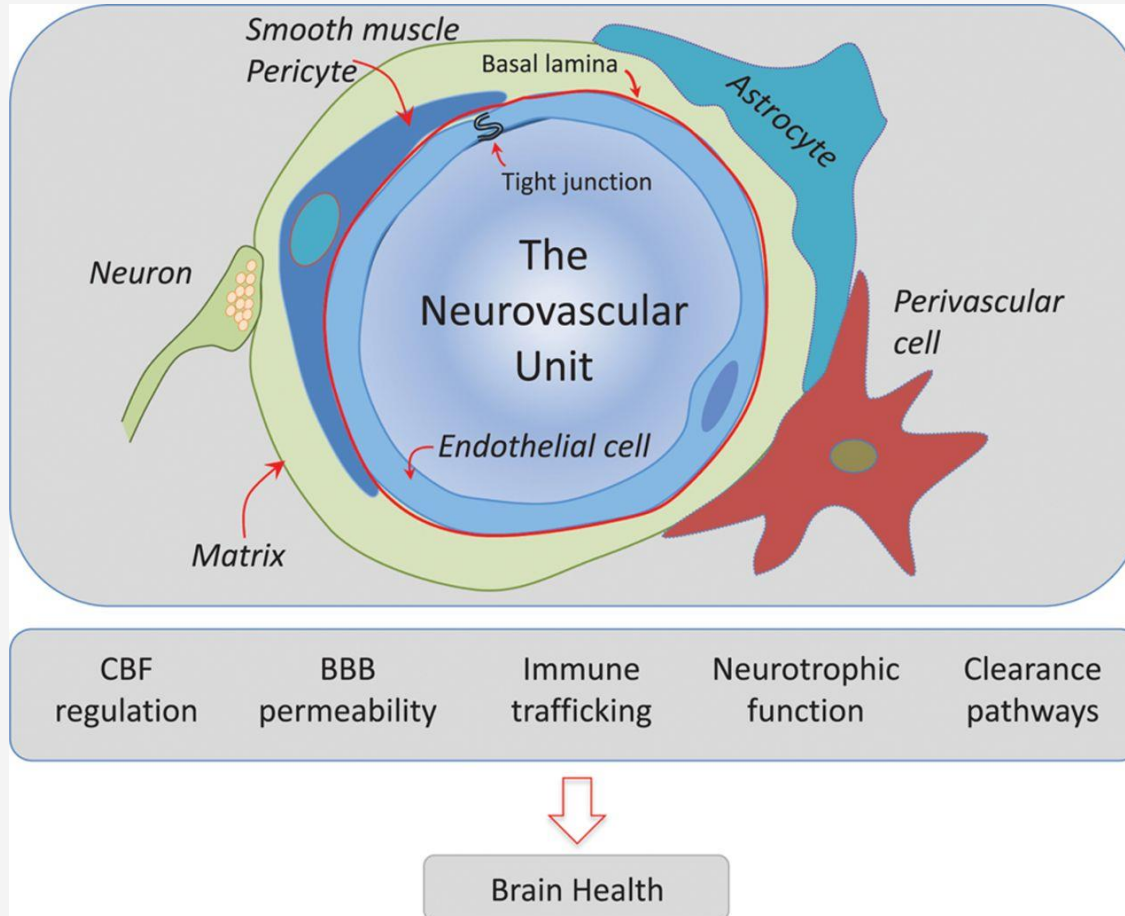 Smooth muscle
Pericyte
Basal lamina
Astrocyte
Tight junction
The
Neurovascular
Unit
Neuron
Perivascular
cell
Endothelial cell
Matrix
CBF
regulation
BBB
permeability
Immune
trafficking
Neurotrophic
function
Clearance
pathways
Brain Health